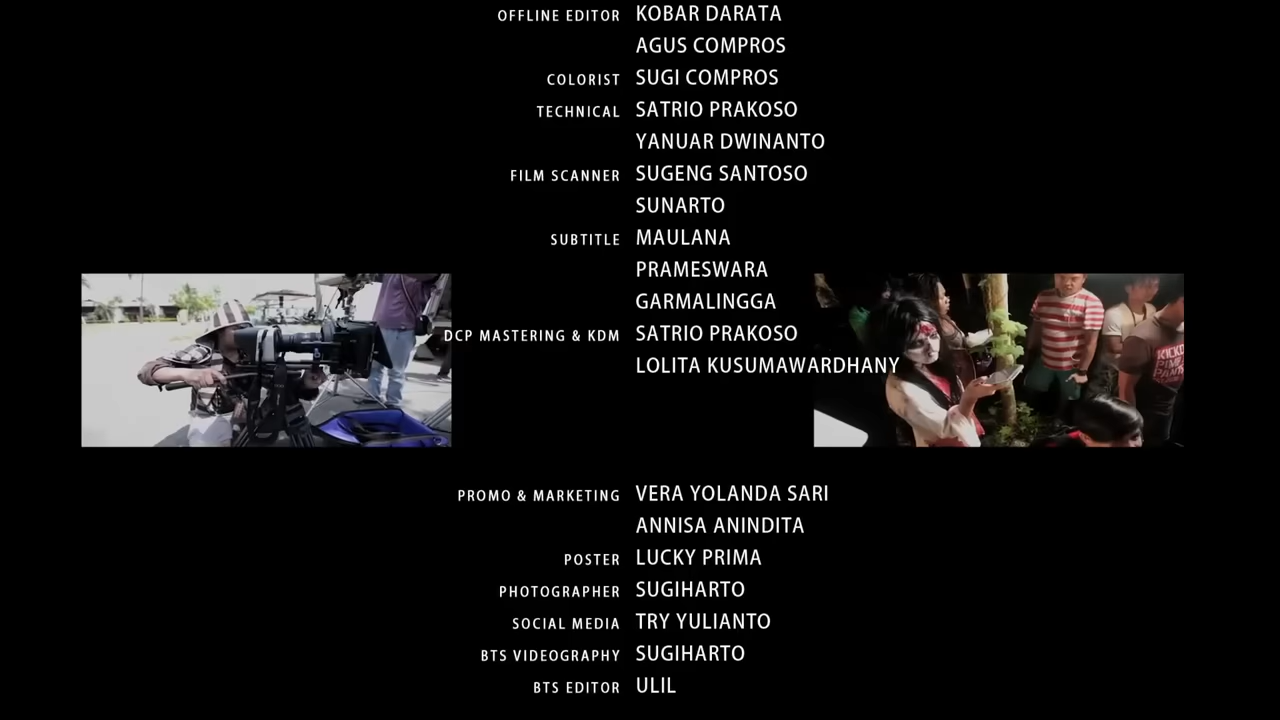 OFFLINE EDITOR KOBAR DARATA
AGUS COMPROS
COLORIST SUGI COMPROS
TECHNICAL SATRIO PRAKOSO
YANUAR DWINANTO
FILM SCANNER SUGENG SANTOSO
SUNARTO
SUBTITLE MAULANA
PRAMESWARA
GARMALINGGA
DCP MASTERING & KDM SATRIO PRAKOSO
LOLITA KUSUMAWARDHANY
PROMO & MARKETING VERA YOLANDA SARI
ANNISA ANINDITA
POSTER LUCKY PRIMA
PHOTOGRAPHER SUGIHARTO
SOCIAL MEDIA TRY YULIANTO
BTS VIDEOGRAPHY SUGIHARTO
BTS EDITOR ULIL